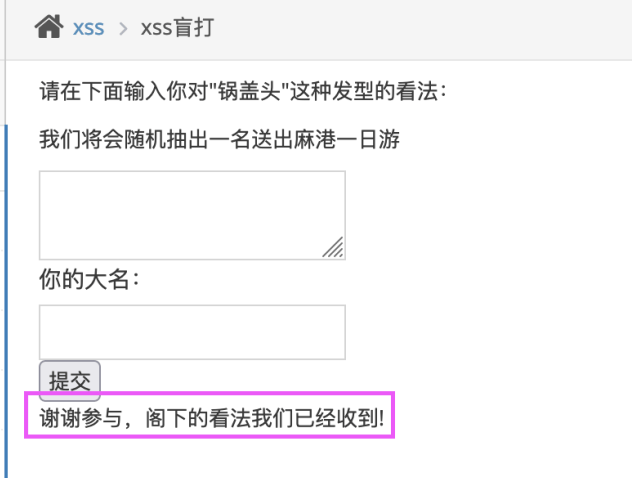 xss > xss盲打
请在下面输入你对"锅盖头"这种发型的看法：
我们将会随机抽出一名送出麻港一日游
你的大名：
提交
谢谢参与，阁下的看法我们已经收到!